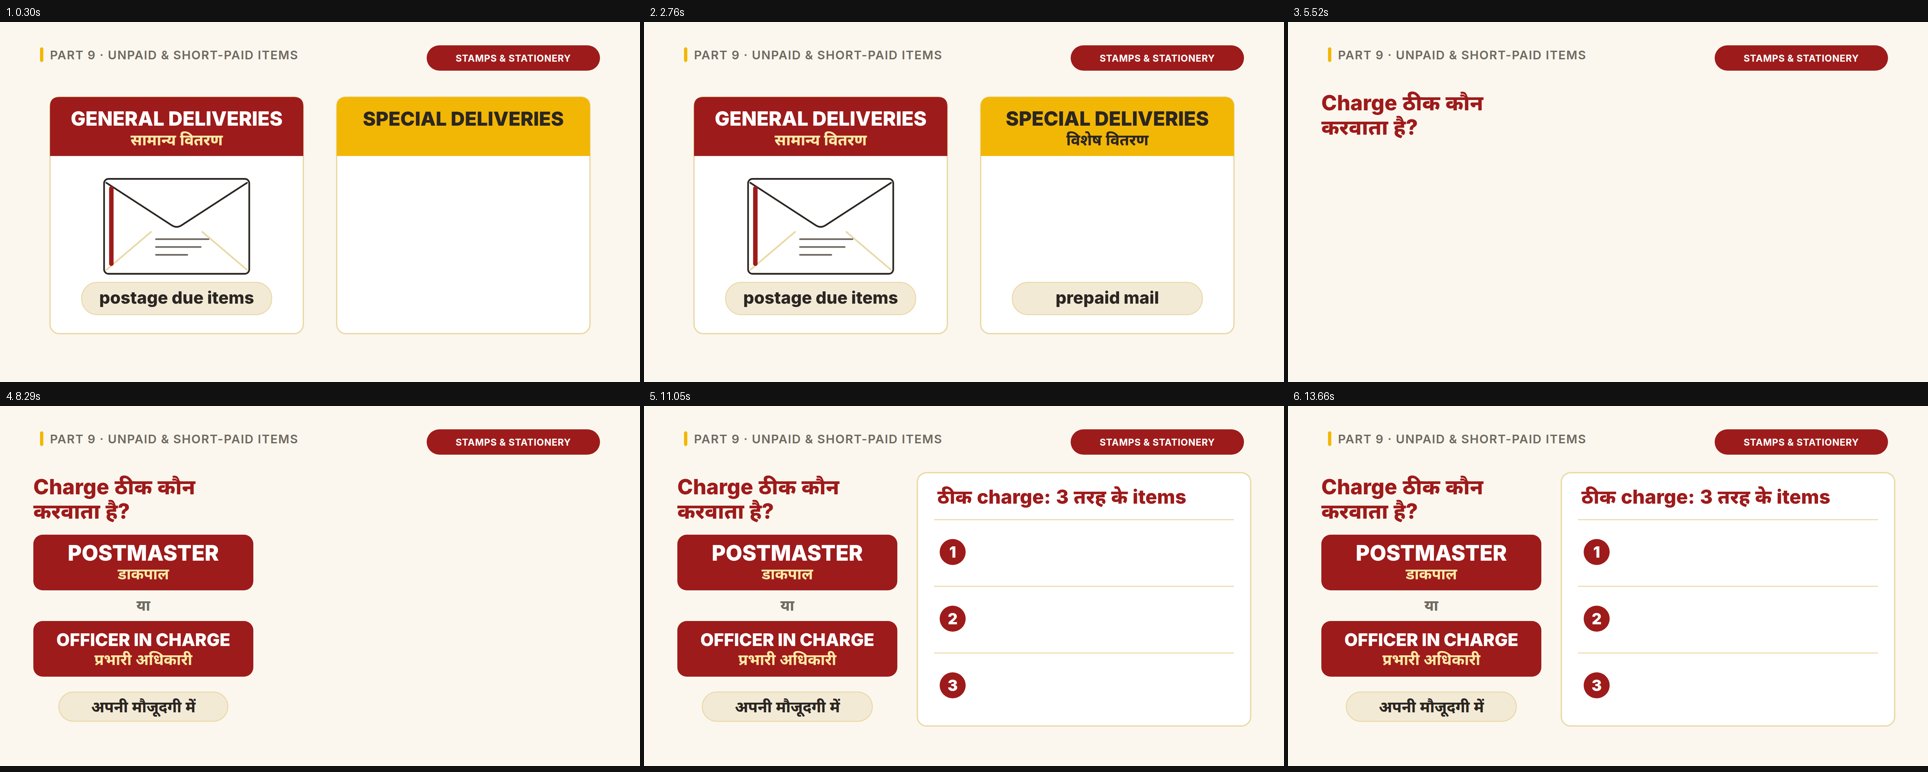 1. 0.30s
PART 9 · UNPAID & SHORT-PAID ITEMS
STAMPS & STATIONERY
GENERAL DELIVERIES
सामान्य वितरण
postage due items
SPECIAL DELIVERIES
2. 2.76s
PART 9 · UNPAID & SHORT-PAID ITEMS
STAMPS & STATIONERY
GENERAL DELIVERIES
सामान्य वितरण
postage due items
SPECIAL DELIVERIES
विशेष वितरण
prepaid mail
3. 5.52s
PART 9 · UNPAID & SHORT-PAID ITEMS
STAMPS & STATIONERY
Charge ठीक कौन
करवाता है?
4. 8.29s
PART 9 · UNPAID & SHORT-PAID ITEMS
STAMPS & STATIONERY
Charge ठीक कौन
करवाता है?
POSTMASTER
डाकपाल
या
OFFICER IN CHARGE
प्रभारी अधिकारी
अपनी मौजूदगी में
5. 11.05s
PART 9 · UNPAID & SHORT-PAID ITEMS
STAMPS & STATIONERY
Charge ठीक कौन
करवाता है?
POSTMASTER
डाकपाल
या
OFFICER IN CHARGE
प्रभारी अधिकारी
अपनी मौजूदगी में
ठीक charge: 3 तरह के items
1
2
3
6. 13.66s
PART 9 · UNPAID & SHORT-PAID ITEMS
STAMPS & STATIONERY
Charge ठीक कौन
करवाता है?
POSTMASTER
डाकपाल
या
OFFICER IN CHARGE
प्रभारी अधिकारी
अपनी मौजूदगी में
ठीक charge: 3 तरह के items
1
2
3